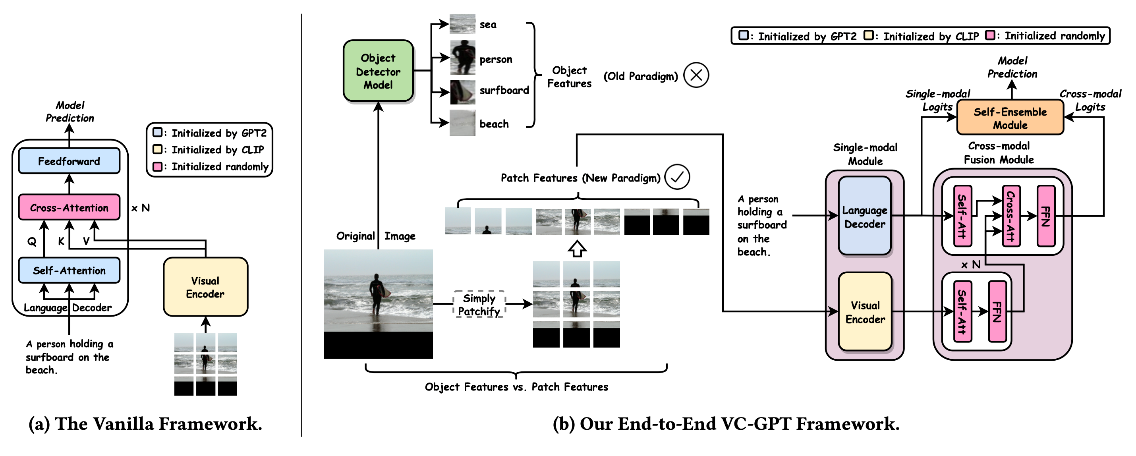 Model
Prediction
: Initialized by GPT2
: Initialized by CLIP
: Initialized randomly
Feedforward
Cross-Attention
x N
Q
K
V
Self-Attention
Language Decoder
Visual
Encoder
A person holding a
surfboard on the
beach.
(a) The Vanilla Framework.
Object
Detector
Model
sea
person
surfboard
beach
Object
Features
(Old Paradigm)
Patch Features (New Paradigm)
Original Image
Simply
Patchify
Object Features vs. Patch Features
: Initialized by GPT2
: Initialized by CLIP
: Initialized randomly
Model
Prediction
Single-modal
Logits
Cross-modal
Logits
Self-Ensemble
Module
Single-modal
Module
Cross-modal
Fusion Module
A person
holding a
surfboard
on the
beach.
Language
Decoder
Visual
Encoder
Self-Att
Cross-Att
FFN
x N
Self-Att
FFN
(b) Our End-to-End VC-GPT Framework.